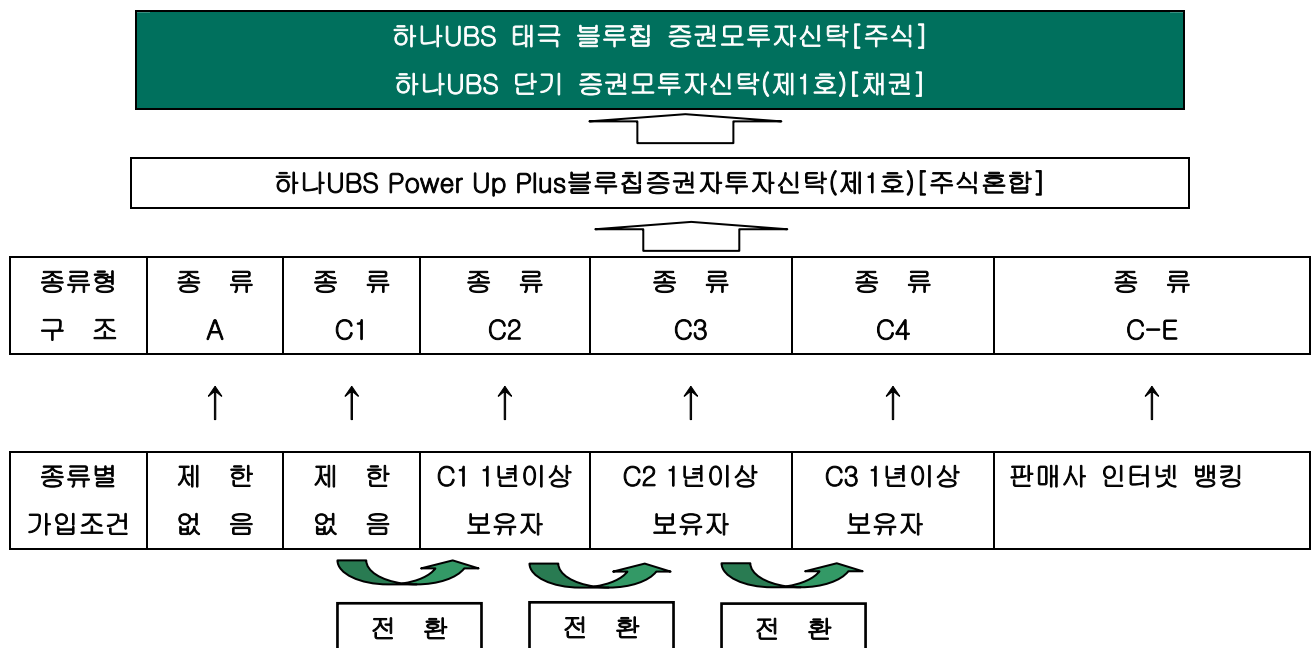 하나UBS 태극 블루칩 증권모투자신탁[주식]
하나UBS 단기 증권모투자신탁(제1호)[채권]
하나UBS Power Up Plus블루칩증권자투자신탁(제1호)[주식혼합]
종류형 종 류 종 류 종 류 종 류 종 류 종 류
구 조 A C1 C2 C3 C4 C-E
↑ ↑ ↑ ↑ ↑ ↑
종류별 제 한 제 한 C1 1년이상 C2 1년이상 C3 1년이상 판매사 인터넷 뱅킹
가입조건 없 음 없 음 보유자 보유자 보유자
전 환 전 환 전 환